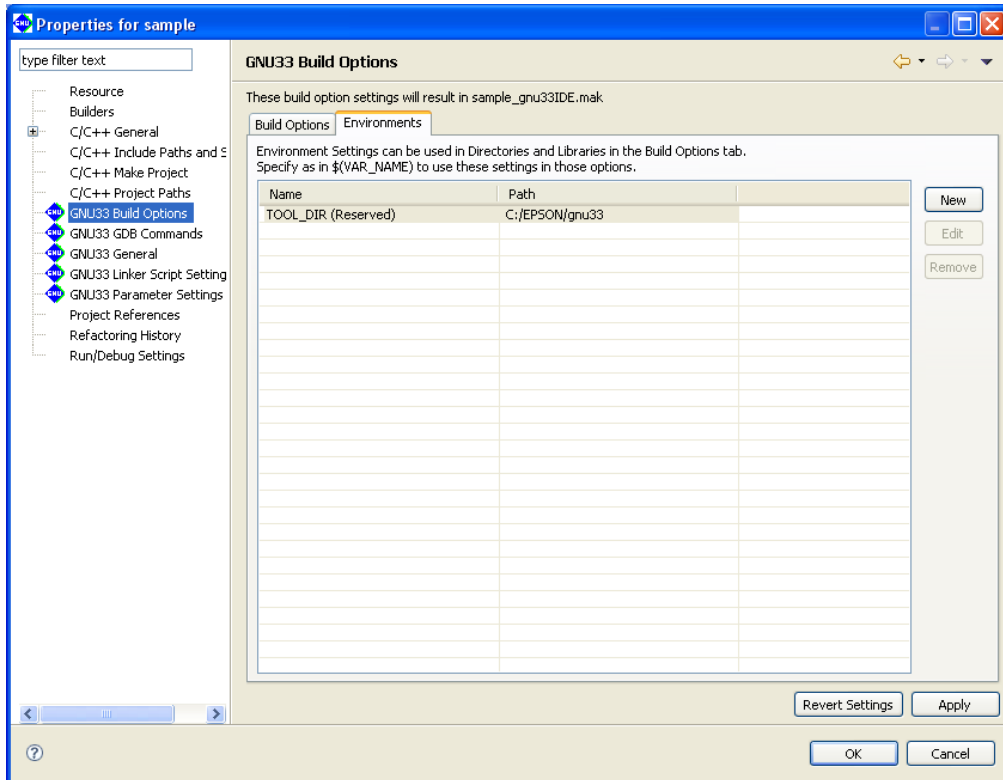 Properties for sample
type filter text
Resource
Builders
C/C++ General
C/C++ Include Paths and S
C/C++ Make Project
C/C++ Project Paths
GNU33 Build Options
GNU33 GDB Commands
GNU33 General
GNU33 Linker Script Setting
GNU33 Parameter Settings
Project References
Refactoring History
Run/Debug Settings
GNU33 Build Options
These build option settings will result in sample_gnu33IDE.mak
Build Options Environments
Environment Settings can be used in Directories and Libraries in the Build Options tab.
Specify as in $(VAR_NAME) to use these settings in those options.
Name Path
TOOL_DIR (Reserved) C:/EPSON/gnu33
New
Edit
Remove
Revert Settings Apply
OK Cancel